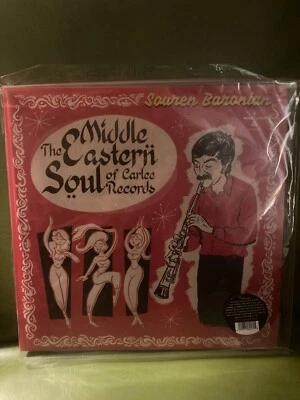 Souren Baronian
The Middle
Eastern
Soul of Carlee
Records